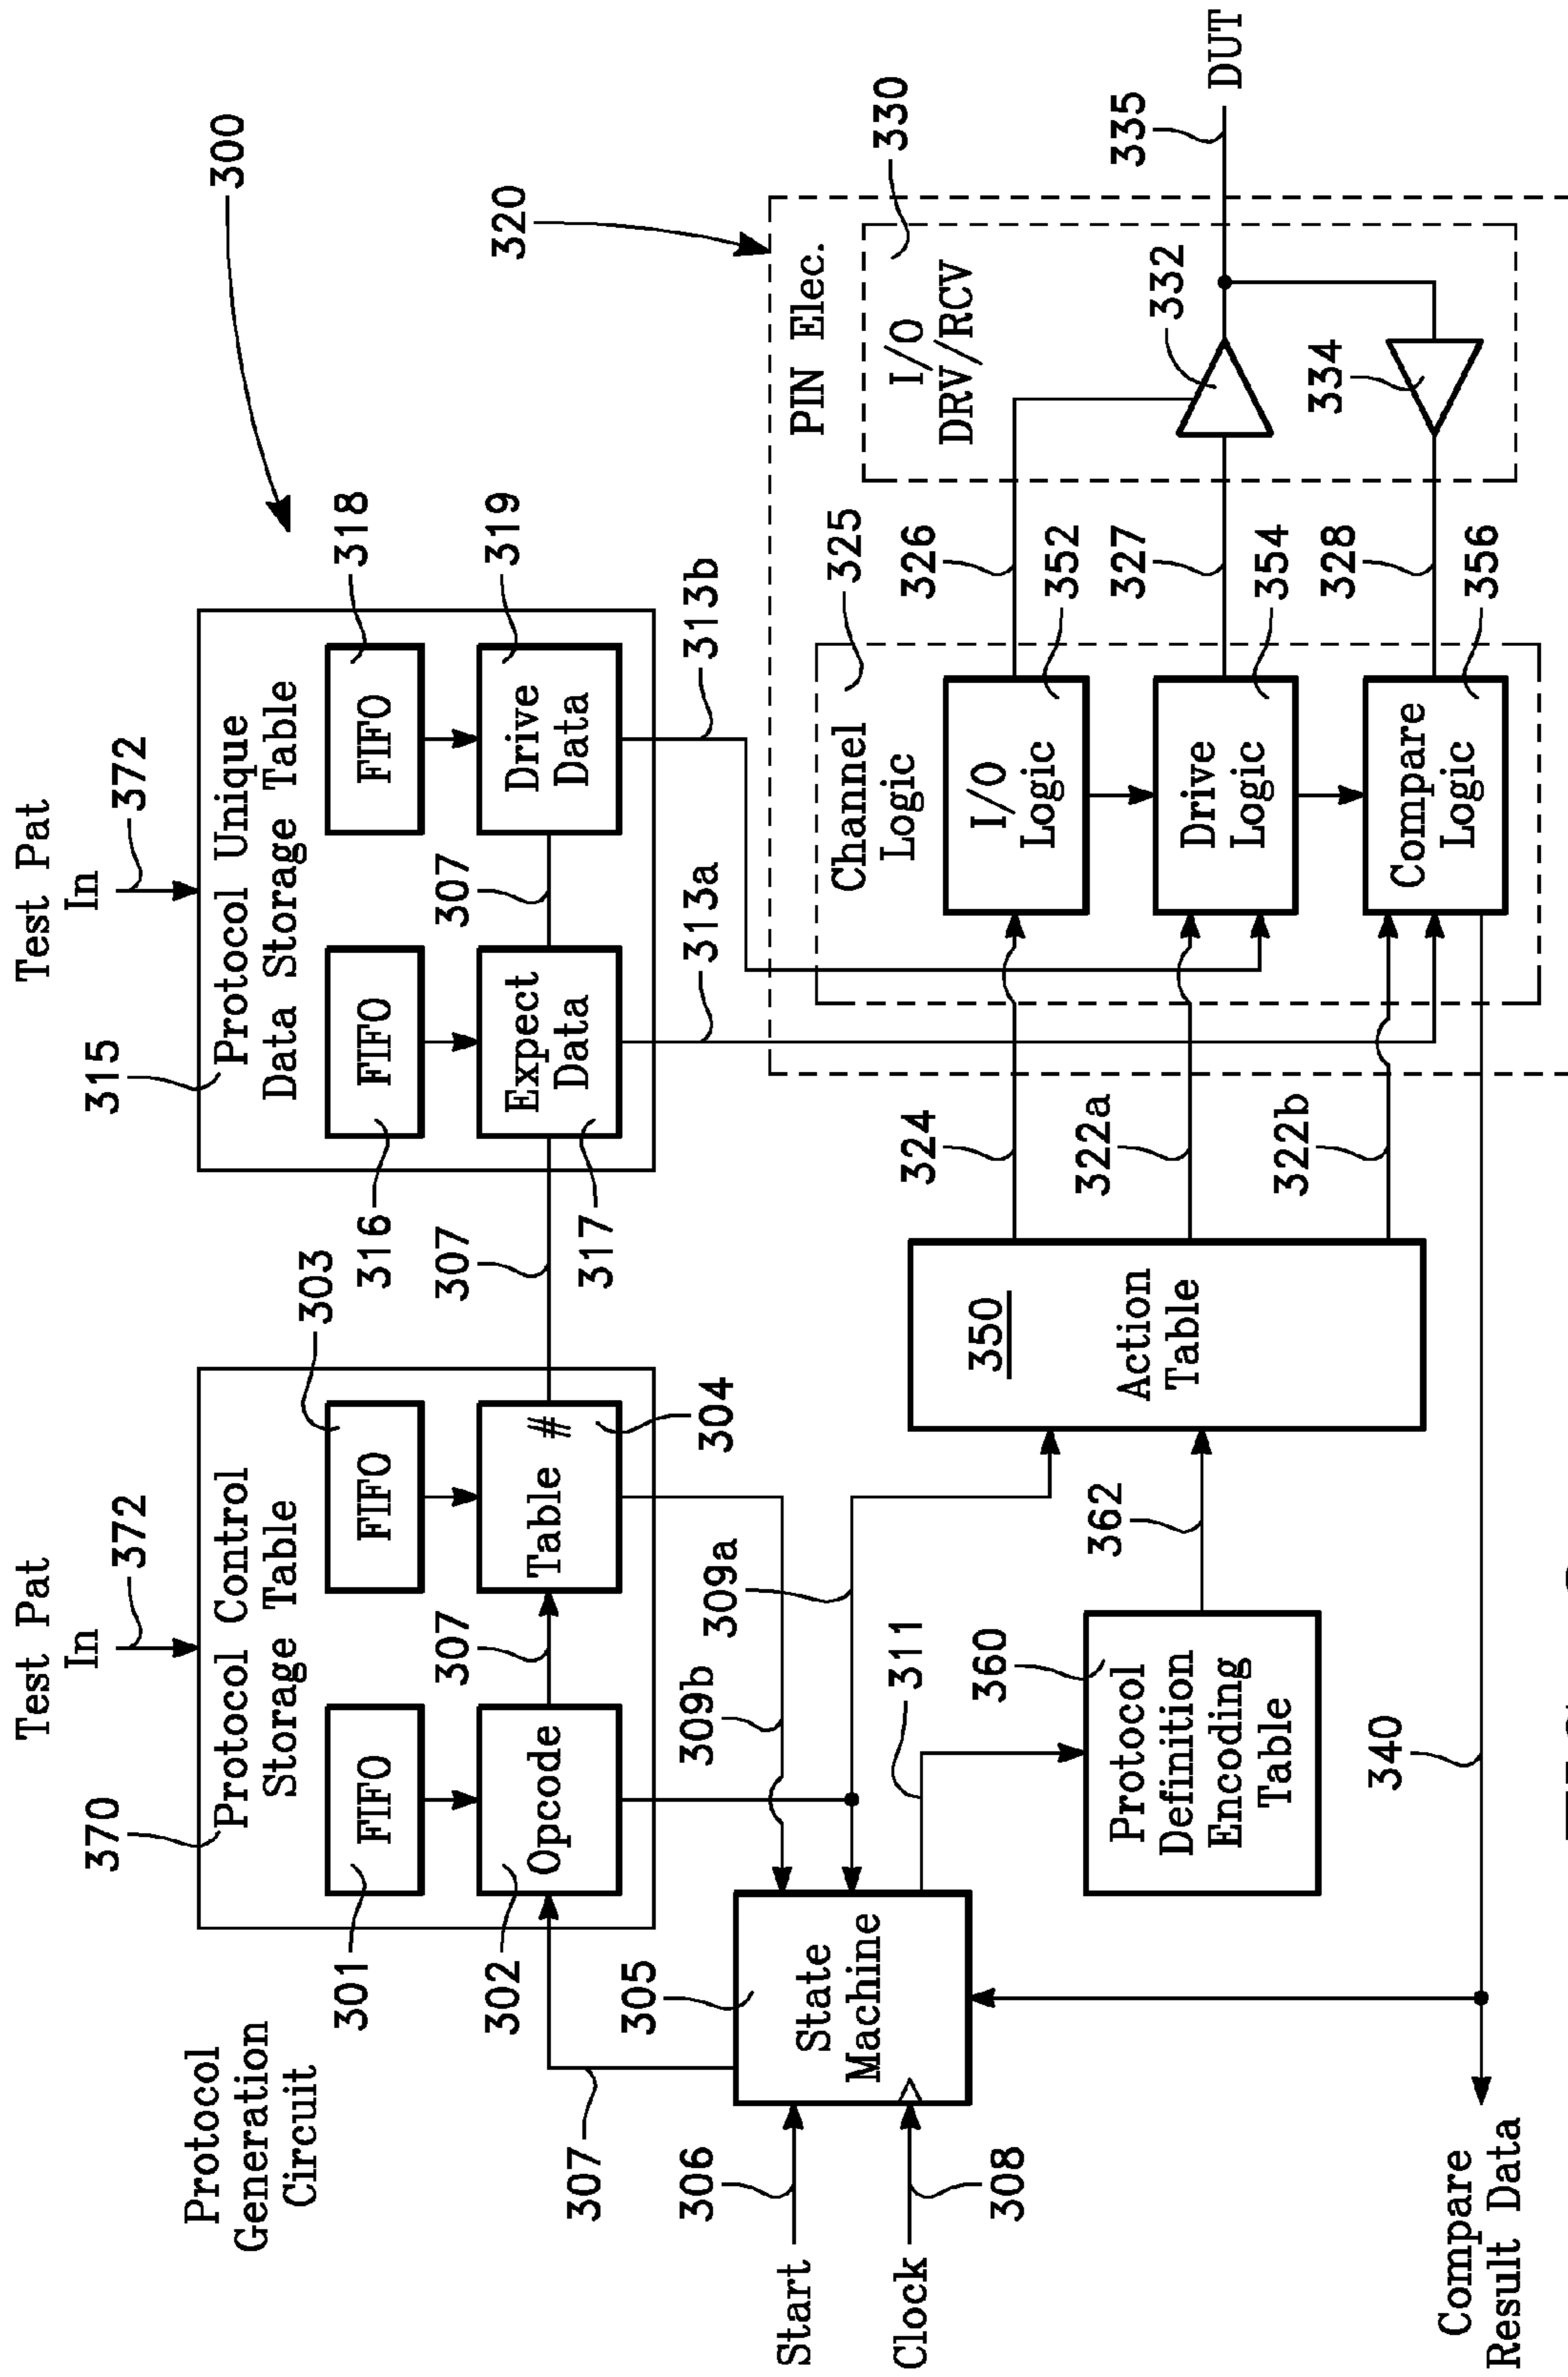 Protocol
Generation
Circuit
300
Test Pat
In
372
Test Pat
In
372
370
Protocol Control
Storage Table
301
FIFO
303
FIFO
302
Opcode
307
Table #
304
307
315
Protocol Unique
Data Storage Table
316
FIFO
318
FIFO
317
Expect
Data
307
Drive
Data
319
313a
313b
307
305
State
Machine
Start
306
Clock
308
309b
309a
311
360
Protocol
Definition
Encoding
Table
362
350
Action
Table
324
322a
322b
320
PIN Elec.
325
Channel
Logic
I/O
Logic
352
326
Drive
Logic
354
327
Compare
Logic
356
328
330
I/O
DRV/RCV
332
334
335
DUT
340
Compare
Result Data